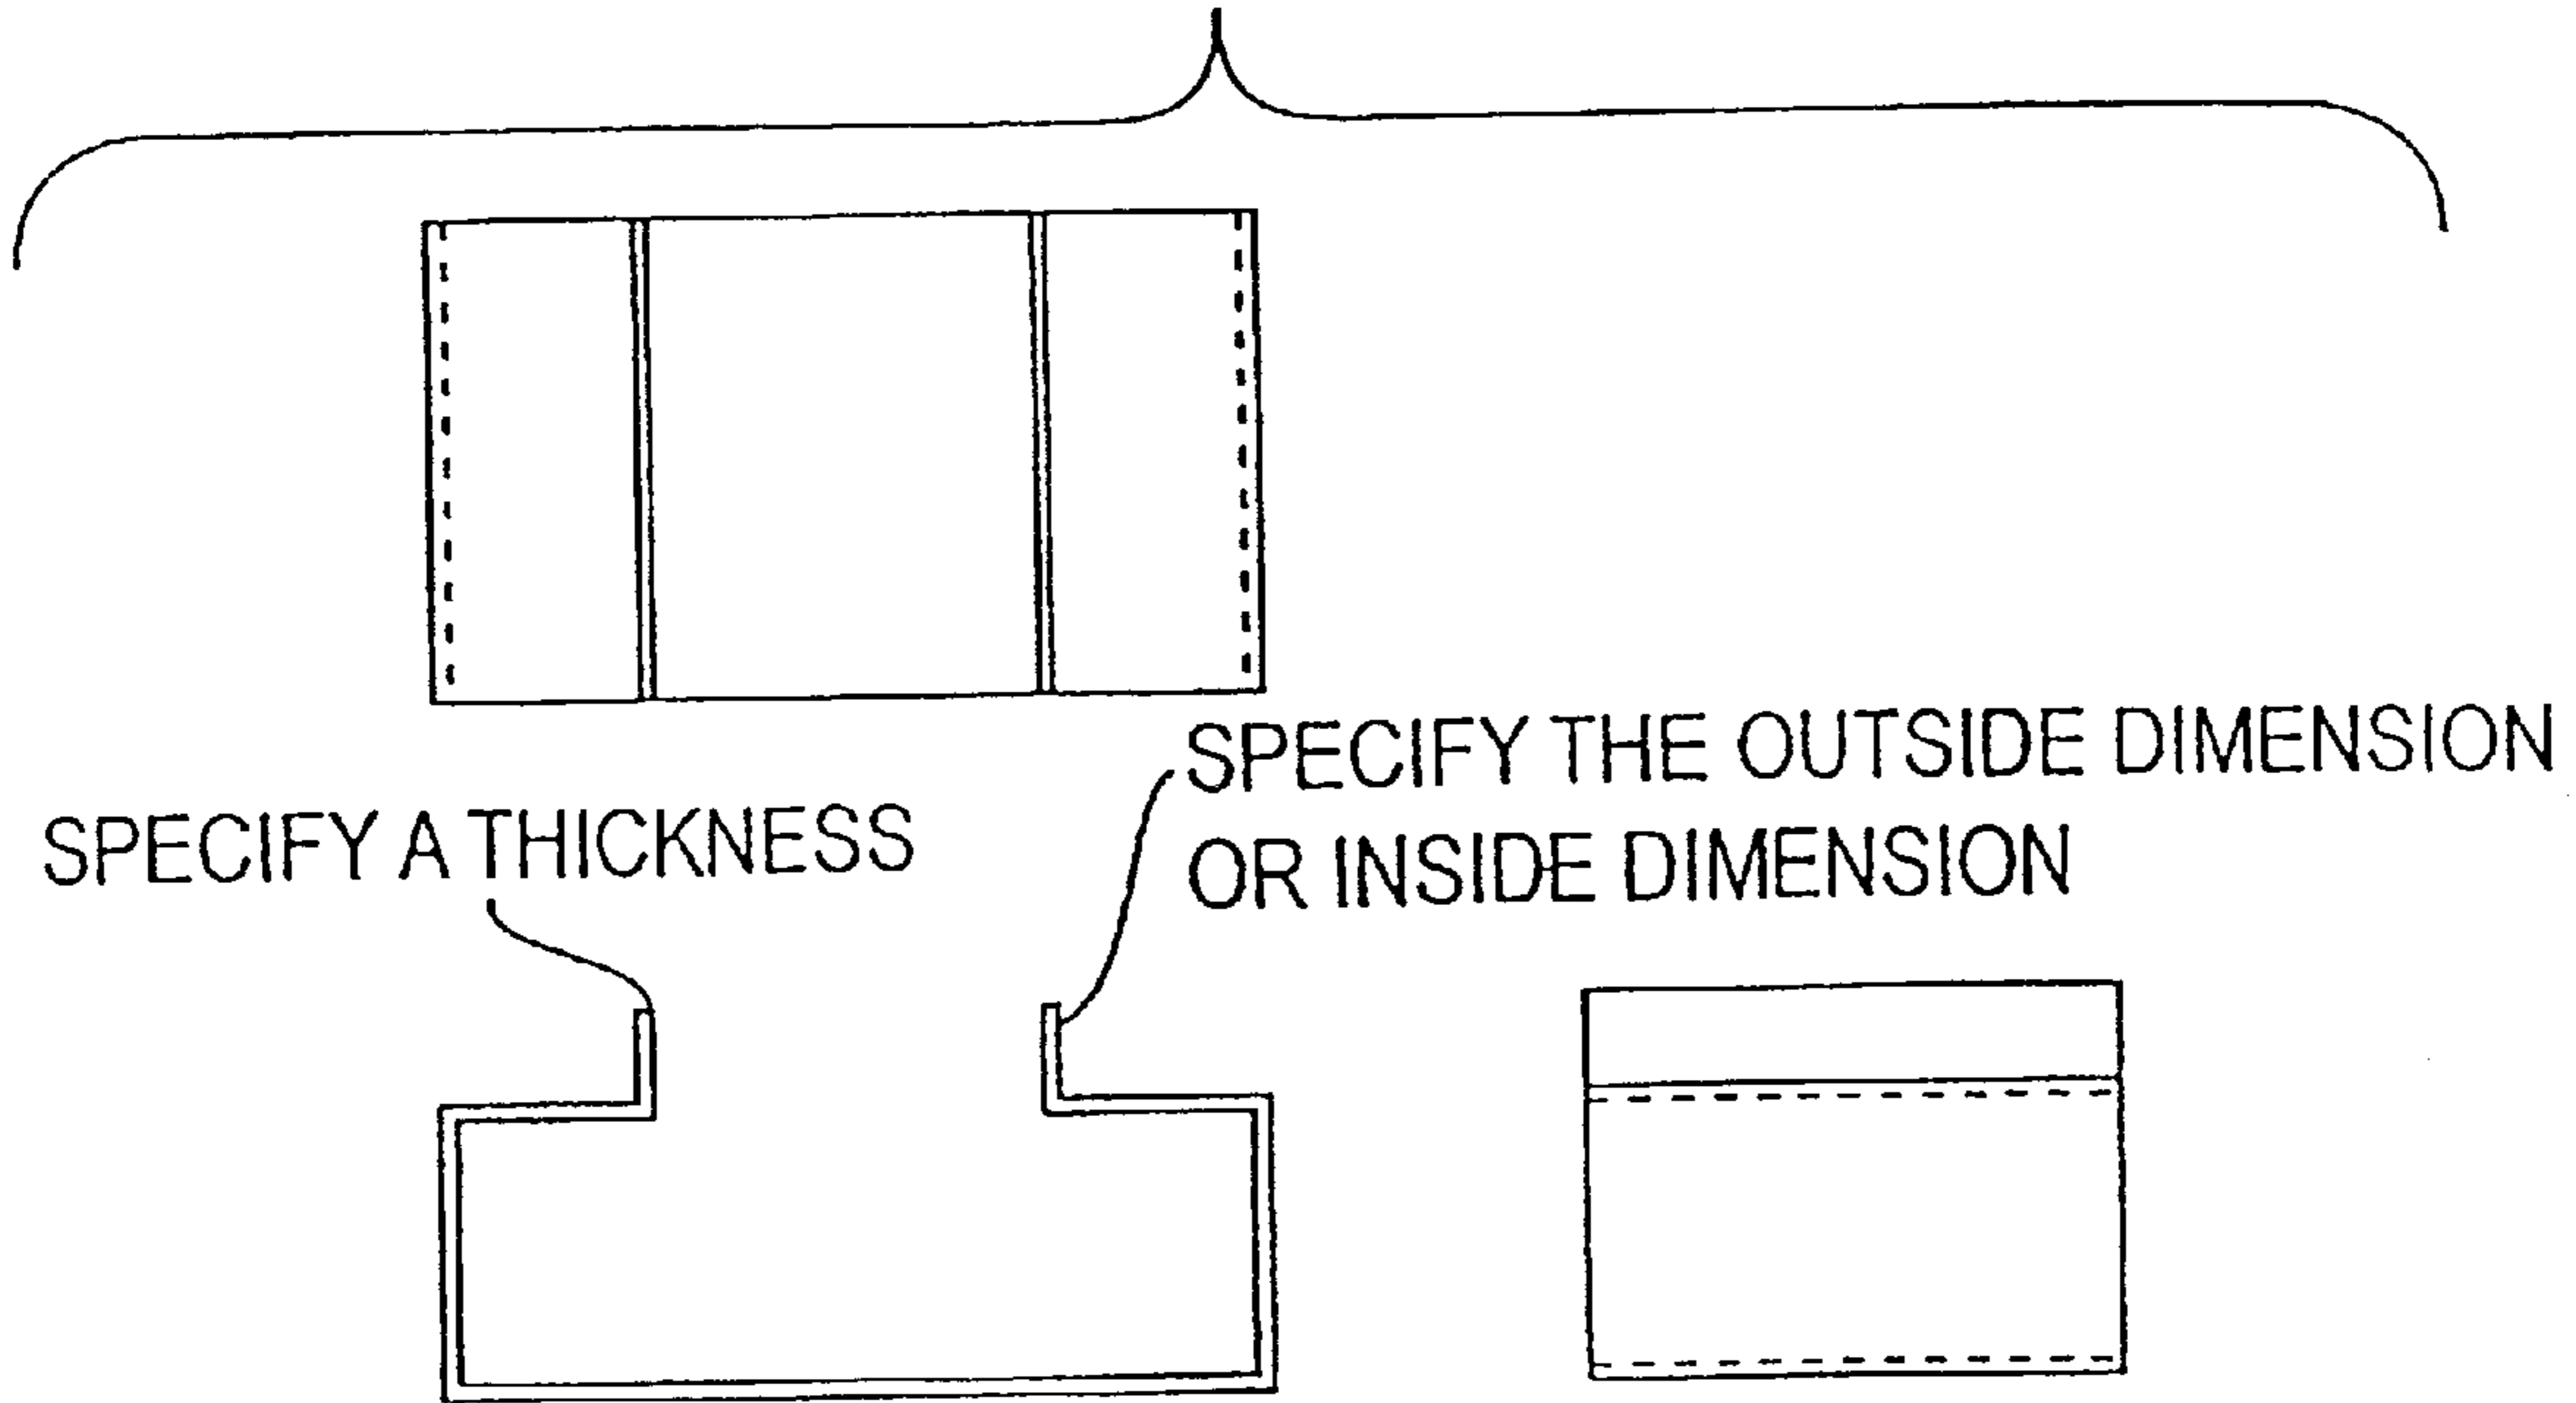 SPECIFY THE OUTSIDE DIMENSION
OR INSIDE DIMENSION
SPECIFY A THICKNESS